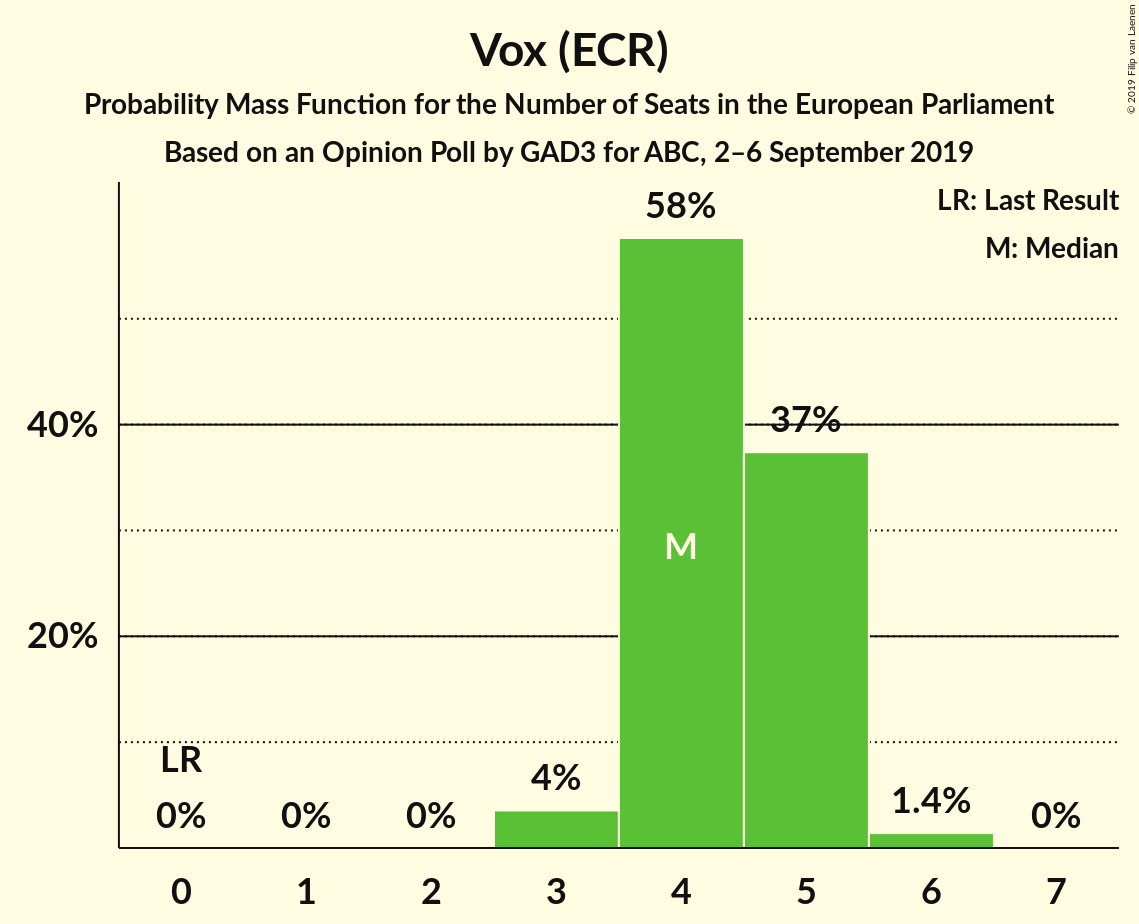 Vox (ECR)
Probability Mass Function for the Number of Seats in the European Parliament
Based on an Opinion Poll by GAD3 for ABC, 2–6 September 2019
© 2019 Filip van Laenen
LR: Last Result
M: Median
58%
40%
37%
M
20%
LR
0%
0%
0%
4%
1.4%
0%
0
1
2
3
4
5
6
7